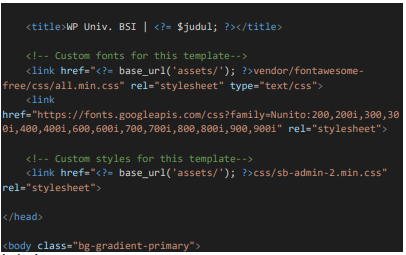 <title>WP Univ. BSI | <?= $judul; ?></title>
<!-- Custom fonts for this template-->
<link href="<?= base_url('assets/'); ?>vendor/fontawesome-
free/css/all.min.css" rel="stylesheet" type="text/css">
<link
href="https://fonts.googleapis.com/css?family=Nunito:200,200i,300,30
0i,400,400i,600,600i,700,700i,800,800i,900,900i" rel="stylesheet">
<!-- Custom styles for this template-->
<link href="<?= base_url('assets/'); ?>css/sb-admin-2.min.css"
rel="stylesheet">
</head>
<body class="bg-gradient-primary">